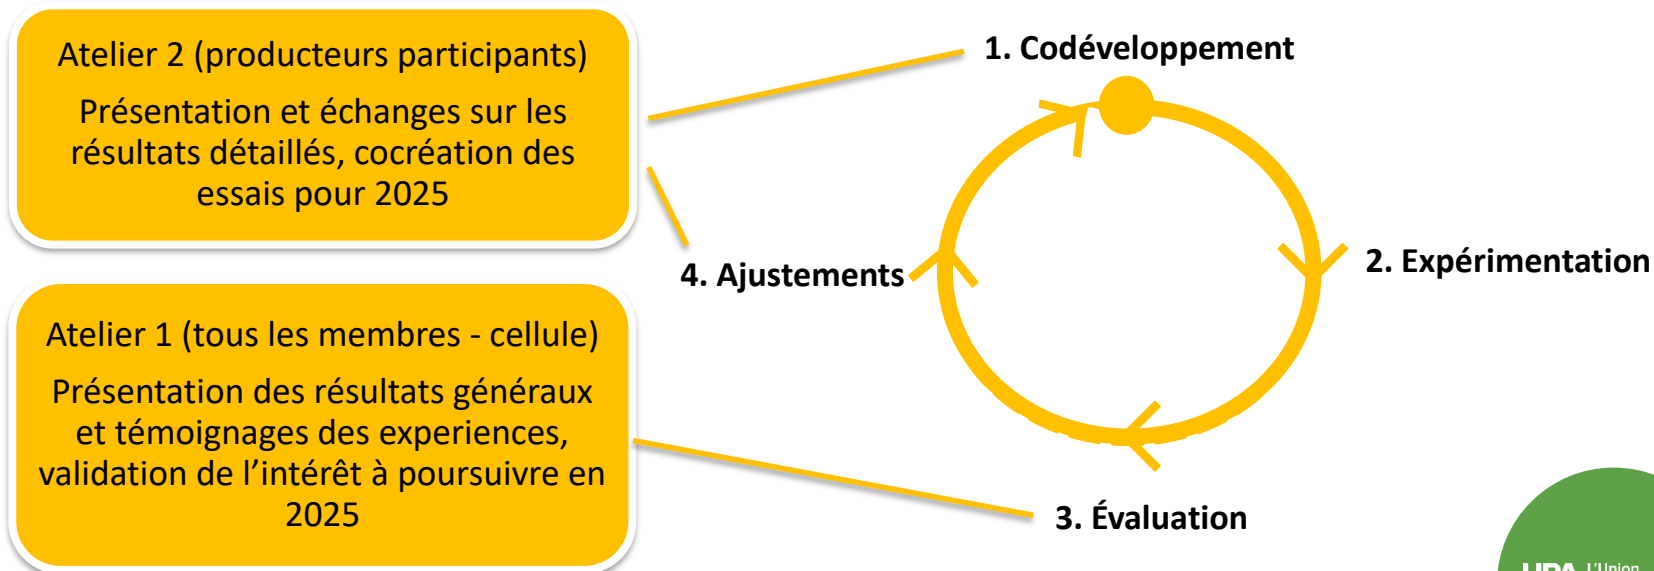 Atelier 2 (producteurs participants)
Présentation et échanges sur les
résultats détaillés, cocréation des
essais pour 2025
1. Codéveloppement
2. Expérimentation
4. Ajustements
Atelier 1 (tous les membres - cellule)
Présentation des résultats généraux
et témoignages des experiences,
validation de l’intérêt à poursuivre en
2025
3. Évaluation
UPA L'Union